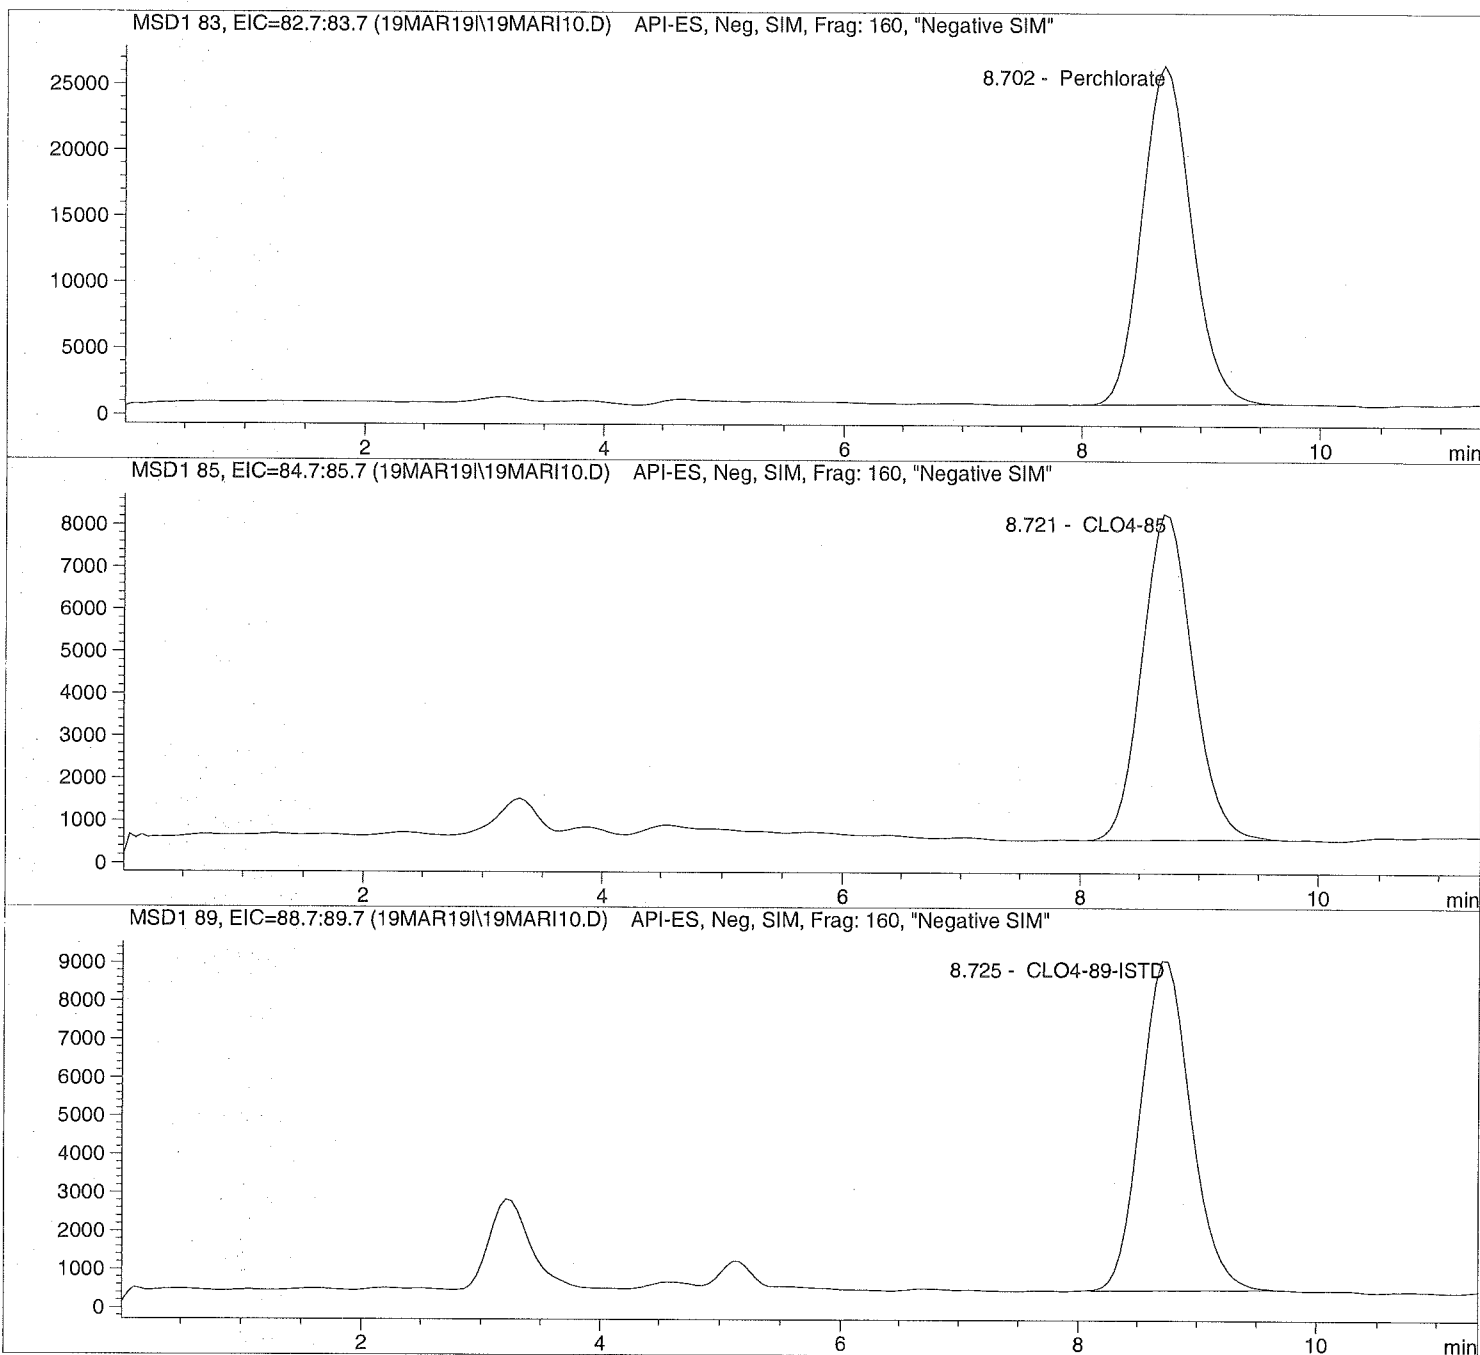 MSD1 83, EIC=82.7:83.7 (19MAR19I\19MARI10.D) API-ES, Neg, SIM, Frag: 160, "Negative SIM"
8.702 - Perchlorate
25000
20000
15000
10000
5000
0
2 4 6 8 10 min
MSD1 85, EIC=84.7:85.7 (19MAR19I\19MARI10.D) API-ES, Neg, SIM, Frag: 160, "Negative SIM"
8.721 - CLO4-85
8000
7000
6000
5000
4000
3000
2000
1000
0
2 4 6 8 10 min
MSD1 89, EIC=88.7:89.7 (19MAR19I\19MARI10.D) API-ES, Neg, SIM, Frag: 160, "Negative SIM"
8.725 - CLO4-89-ISTD
9000
8000
7000
6000
5000
4000
3000
2000
1000
0
2 4 6 8 10 min